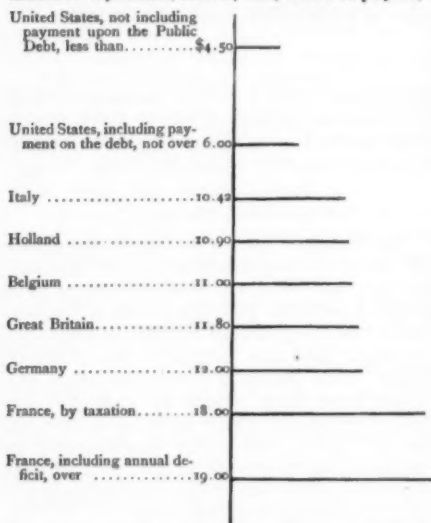 United States, not including
payment upon the Public
Debt, less than..........$4.50
United States, including pay-
ment on the debt, not over 6.00
Italy ....................10.42
Holland ..................10.90
Belgium ..................11.00
Great Britain.............11.80
Germany ..................12.00
France, by taxation.......18.00
France, including annual de-
ficit, over ..............19.00